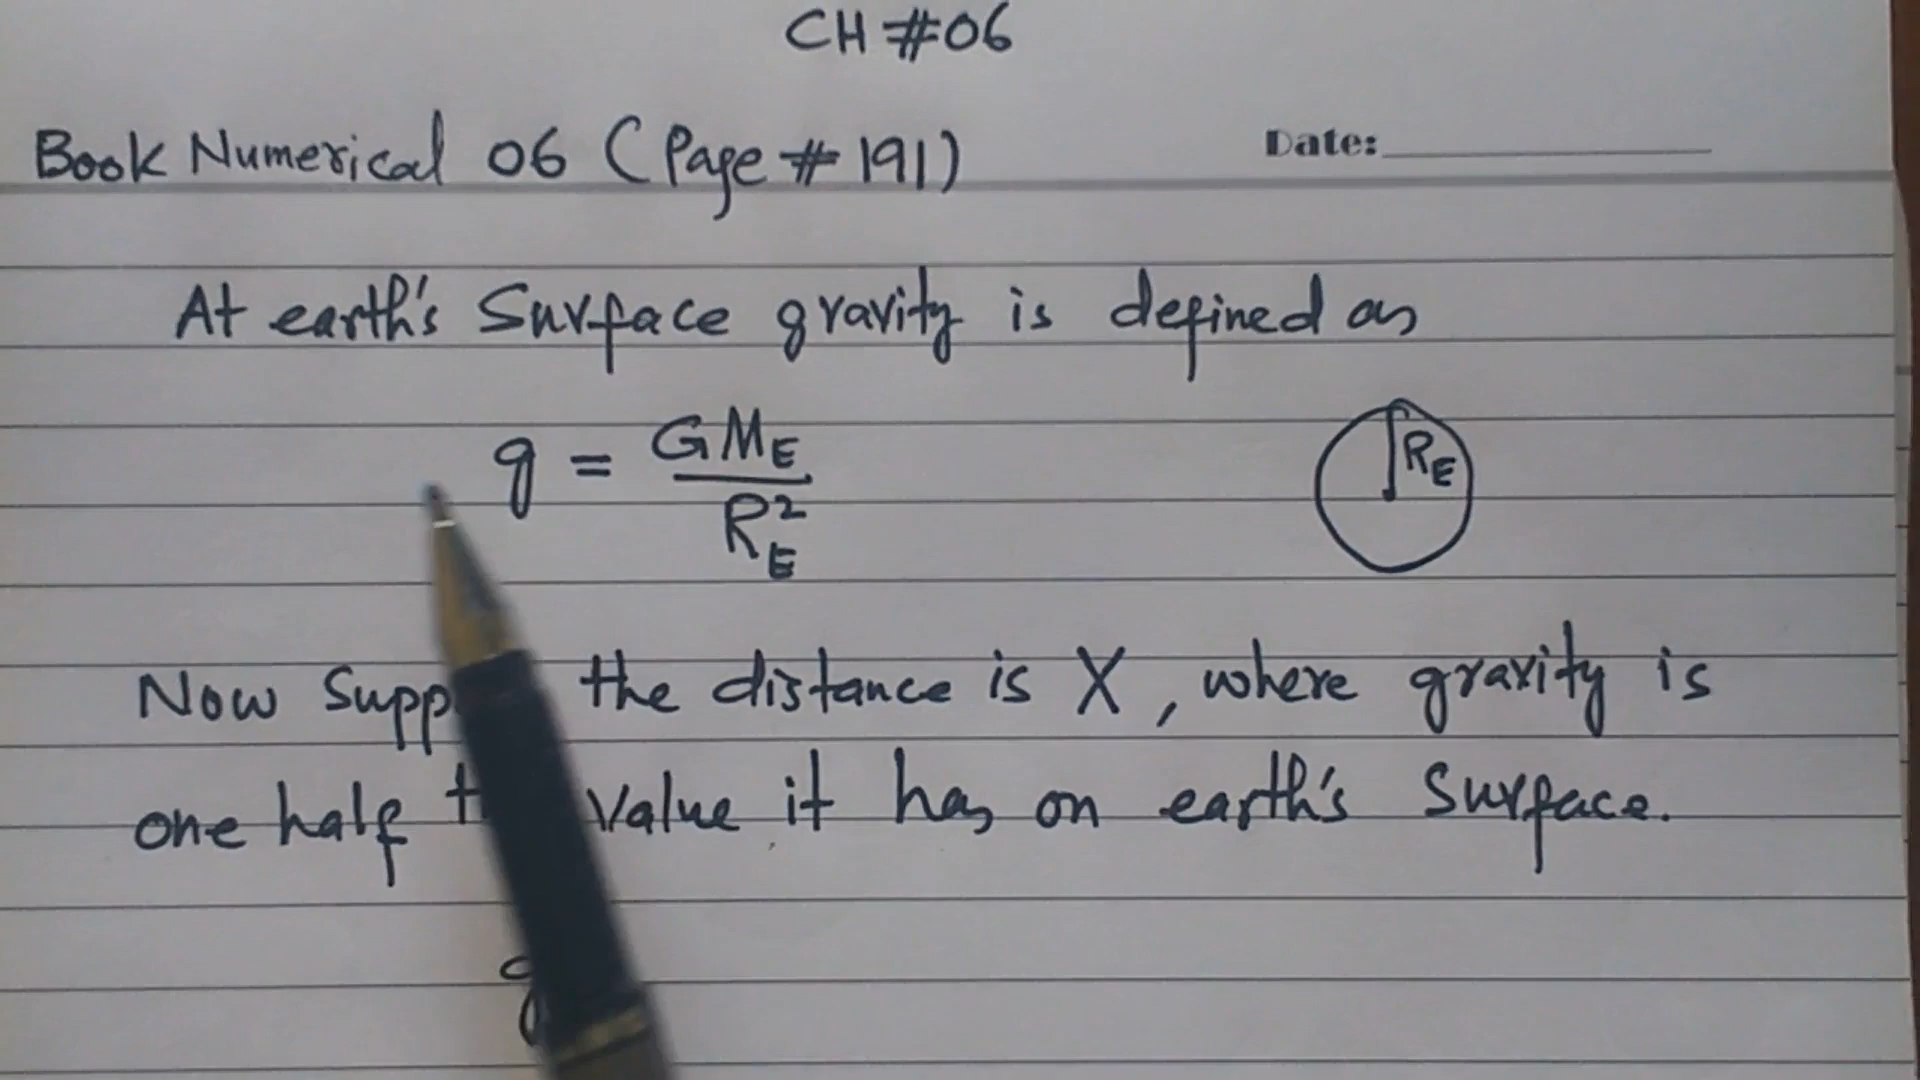 CH #06
Book Numerical 06 (Page # 191)
Date:
At earth's Surface gravity is defined as
g = GM_E / R_E^2
R_E
Now the distance is X, where gravity is
one half value it has on earth's Surface.